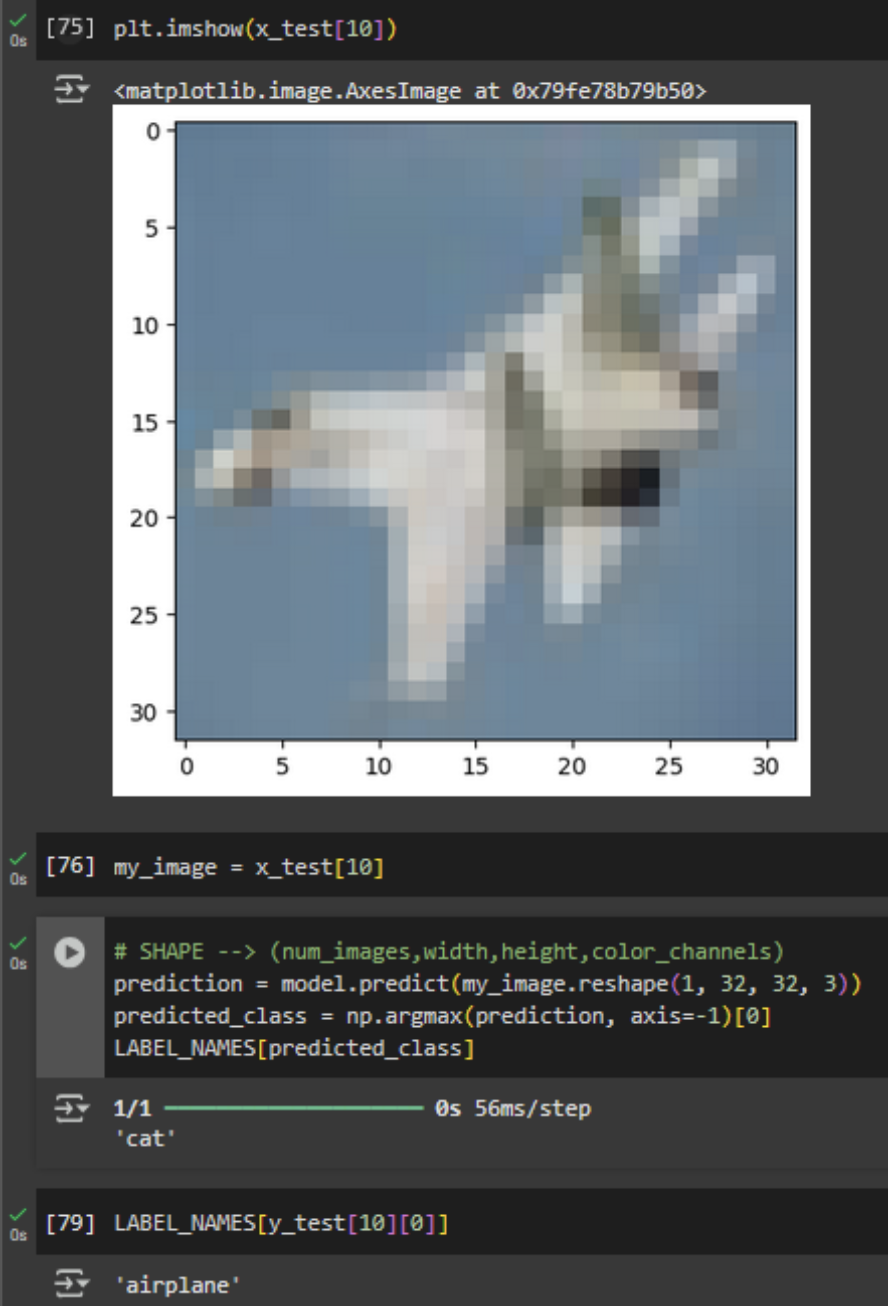 0s [75] plt.imshow(x_test[10])
<matplotlib.image.AxesImage at 0x79fe78b79b50>
0
5
10
15
20
25
30
0 5 10 15 20 25 30
0s [76] my_image = x_test[10]
0s # SHAPE --> (num_images,width,height,color_channels)
prediction = model.predict(my_image.reshape(1, 32, 32, 3))
predicted_class = np.argmax(prediction, axis=-1)[0]
LABEL_NAMES[predicted_class]
1/1 ━━━━━━━━━━━━━━━━━━━━ 0s 56ms/step
'cat'
0s [79] LABEL_NAMES[y_test[10][0]]
'airplane'